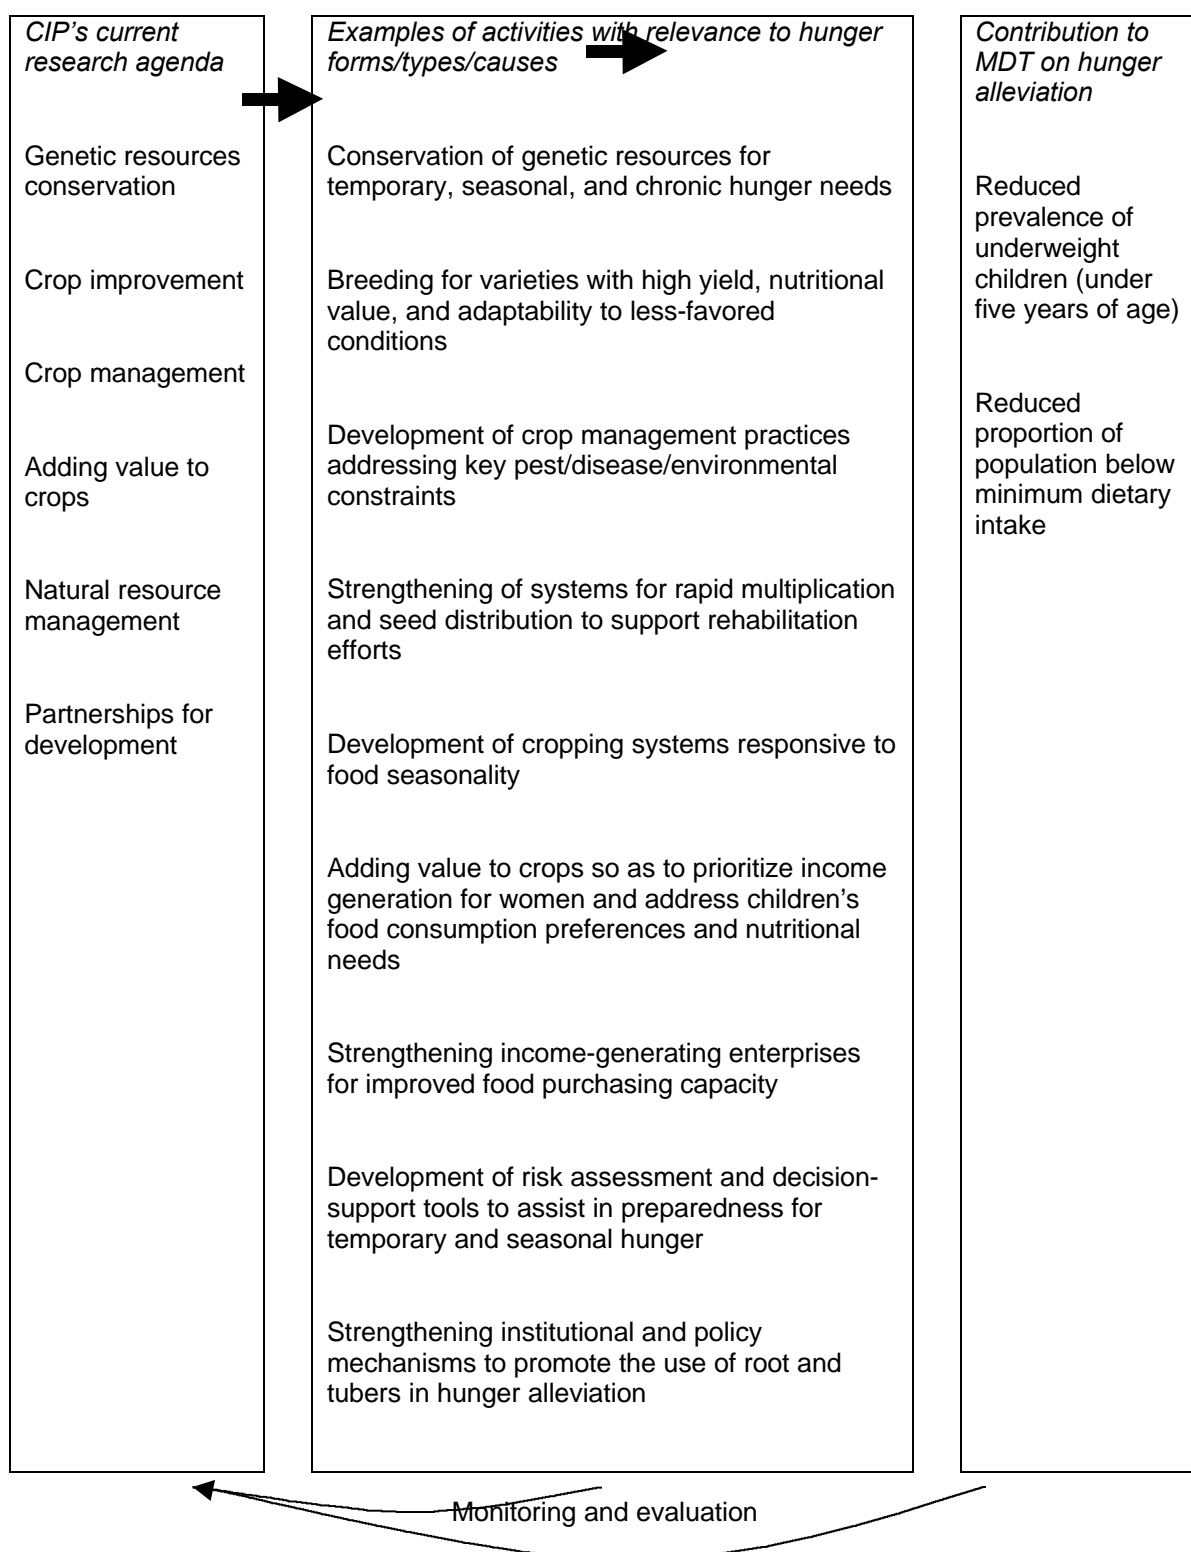 CIP's current
research agenda
Genetic resources
conservation
Crop improvement
Crop management
Adding value to
crops
Natural resource
management
Partnerships for
development
Examples of activities with relevance to hunger
forms/types/causes
Conservation of genetic resources for
temporary, seasonal, and chronic hunger needs
Breeding for varieties with high yield, nutritional
value, and adaptability to less-favored
conditions
Development of crop management practices
addressing key pest/disease/environmental
constraints
Strengthening of systems for rapid multiplication
and seed distribution to support rehabilitation
efforts
Development of cropping systems responsive to
food seasonality
Adding value to crops so as to prioritize income
generation for women and address children's
food consumption preferences and nutritional
needs
Strengthening income-generating enterprises
for improved food purchasing capacity
Development of risk assessment and decision-
support tools to assist in preparedness for
temporary and seasonal hunger
Strengthening institutional and policy
mechanisms to promote the use of root and
tubers in hunger alleviation
Contribution to
MDT on hunger
alleviation
Reduced
prevalence of
underweight
children (under
five years of age)
Reduced
proportion of
population below
minimum dietary
intake
Monitoring and evaluation